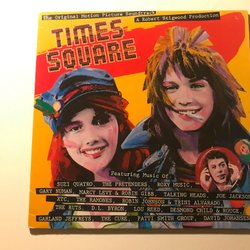 The Original Motion Picture Soundtrack
A Robert Stigwood Production
TIMES
SQUARE
Featuring Music Of
SUZI QUATRO, THE PRETENDERS, ROXY MUSIC,
GARY NUMAN, MARCY LEVY & ROBIN GIBB, TALKING HEADS, JOE JACKSON
XTC, THE RAMONES, ROBIN JOHNSON & TRINI ALVARADO
THE RUTS, D.L. BYRON, LOU REED, DESMOND CHILD & ROUGE,
GARLAND JEFFREYS, THE CURE, PATTI SMITH GROUP, DAVID JOHANSEN